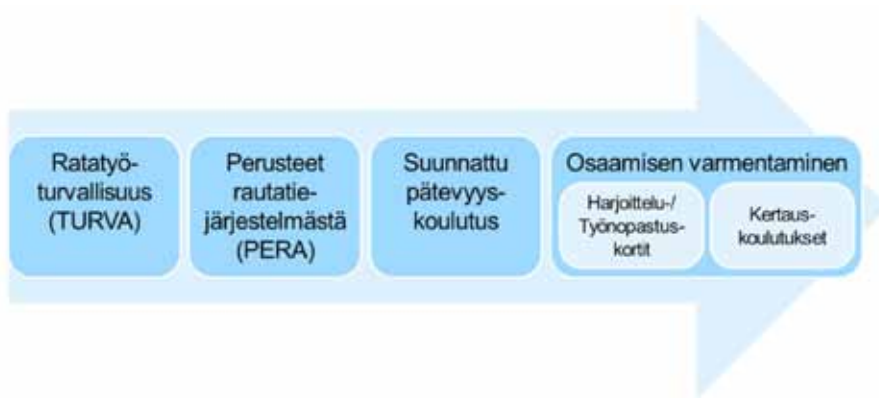 Ratatyö-
turvallisuus
(TURVA)
Perusteet
rautatie-
järjestelmästä
(PERA)
Suunnattu
pätevyys-
koulutus
Osaamisen varmentaminen
Harjoittelu-/
Työnopastus-
kortit
Kertaus-
koulutukset